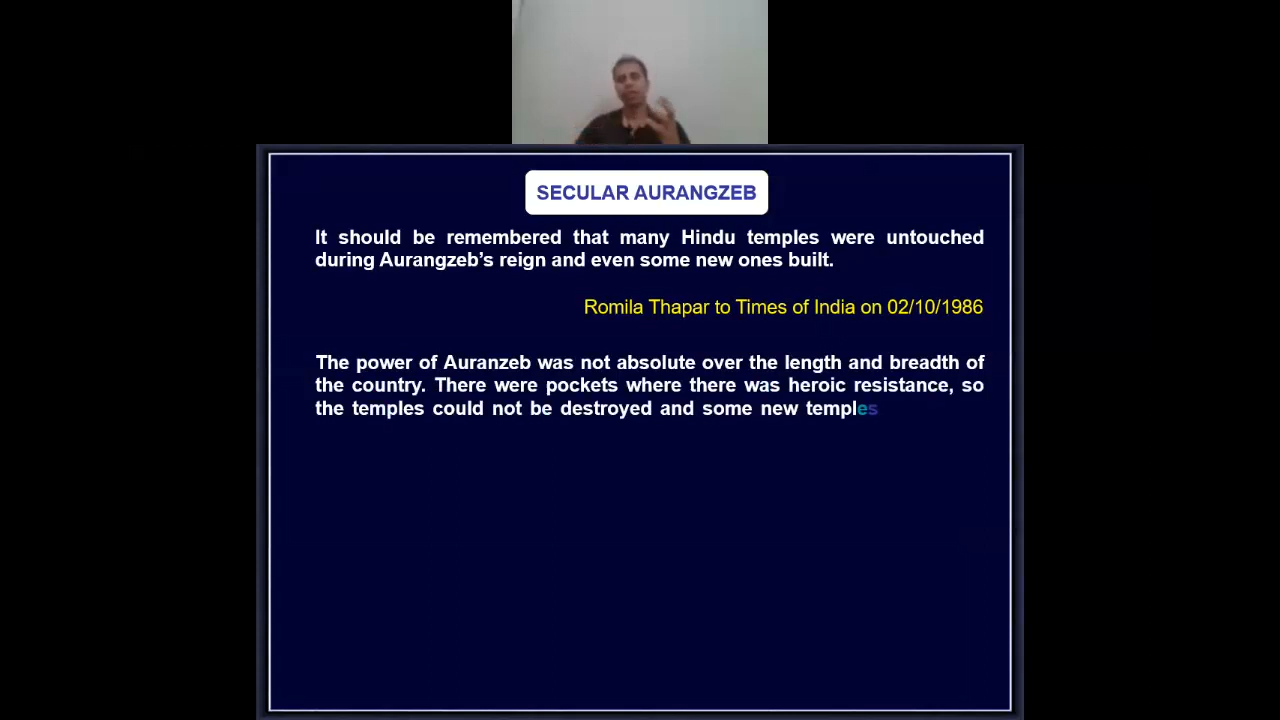 SECULAR AURANGZEB
It should be remembered that many Hindu temples were untouched
during Aurangzeb’s reign and even some new ones built.
Romila Thapar to Times of India on 02/10/1986
The power of Auranzeb was not absolute over the length and breadth of
the country. There were pockets where there was heroic resistance, so
the temples could not be destroyed and some new temples